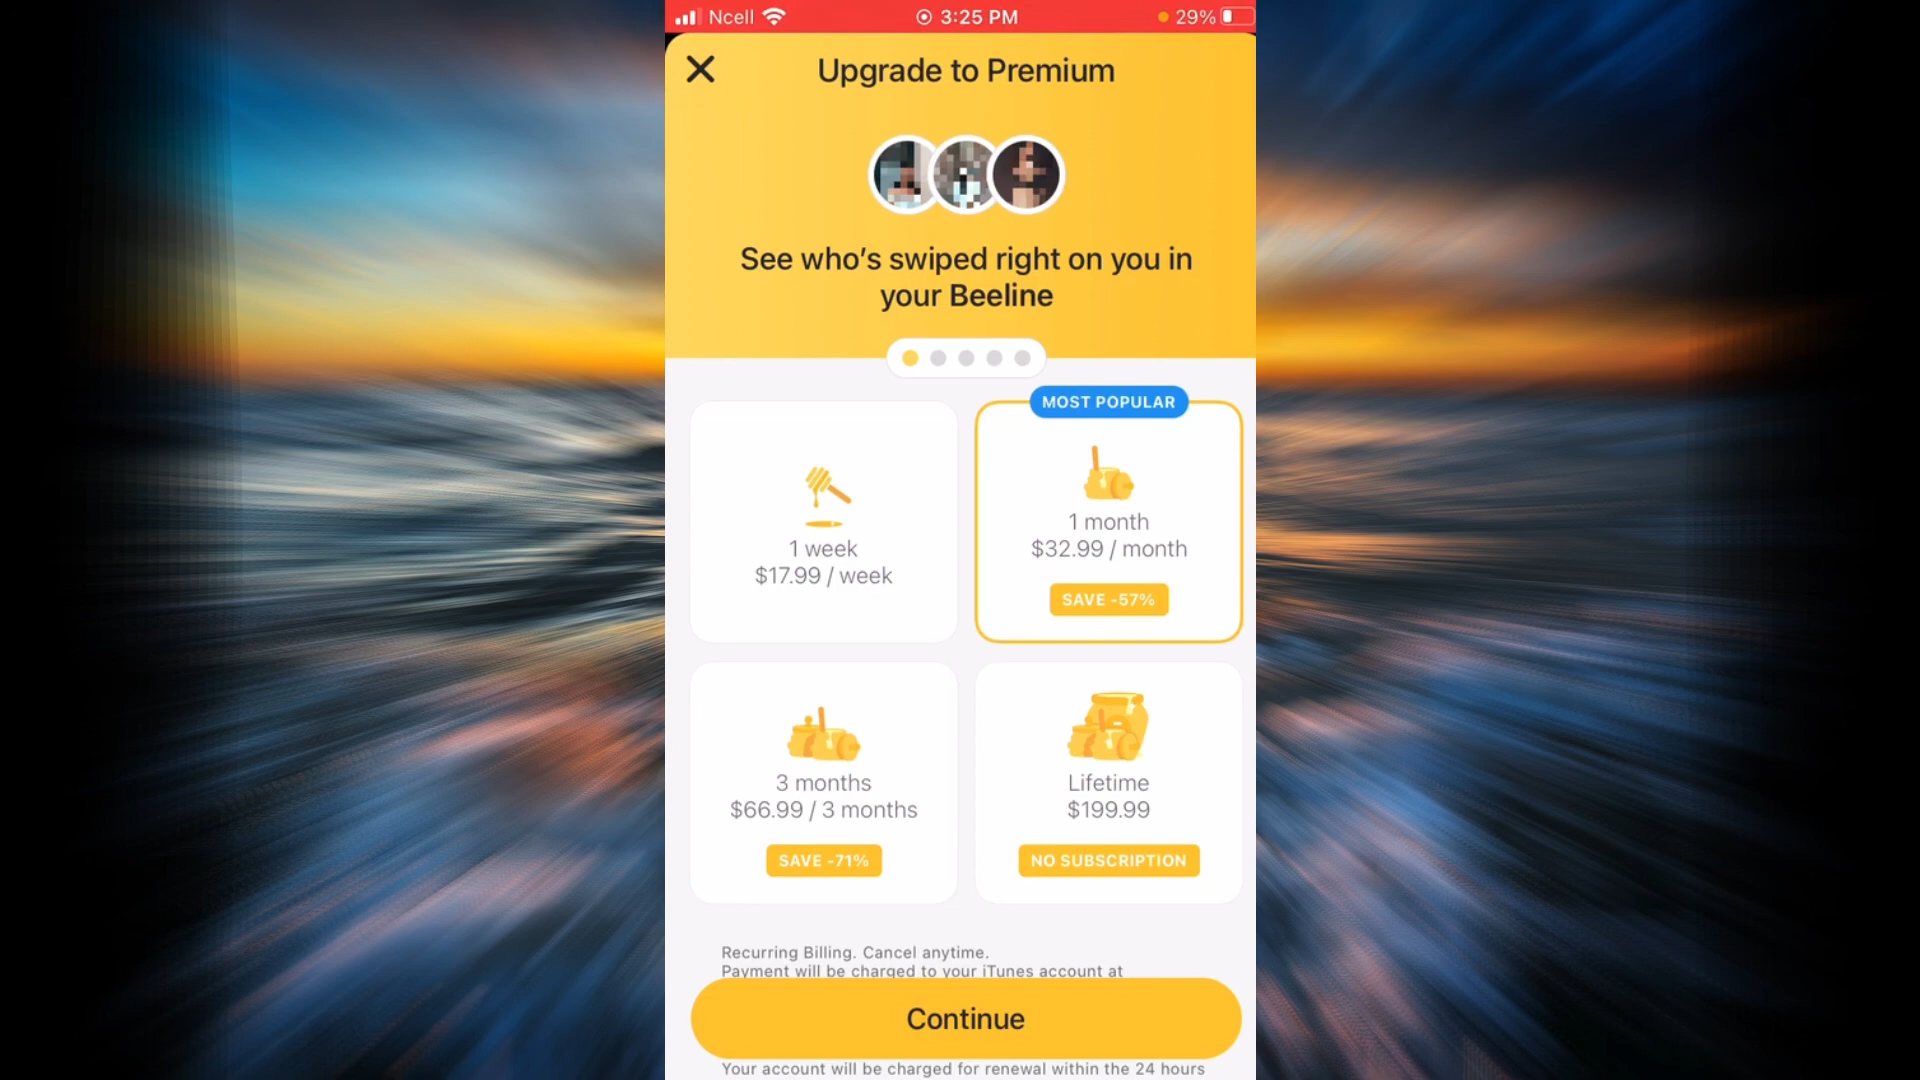 Ncell 3:25 PM 29%
Upgrade to Premium
See who's swiped right on you in
your Beeline
MOST POPULAR
1 week
$17.99 / week
1 month
$32.99 / month
SAVE -57%
3 months
$66.99 / 3 months
SAVE -71%
Lifetime
$199.99
NO SUBSCRIPTION
Recurring Billing. Cancel anytime.
Payment will be charged to your iTunes account at
Continue
Your account will be charged for renewal within the 24 hours